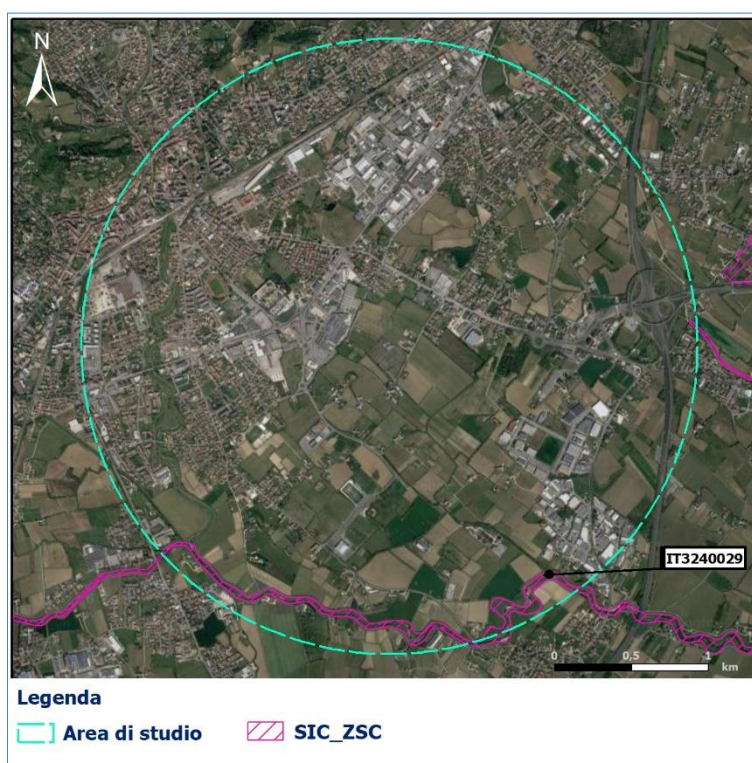 N
IT3240029
0 0,5 1
km
Legenda
Area di studio SIC_ZSC